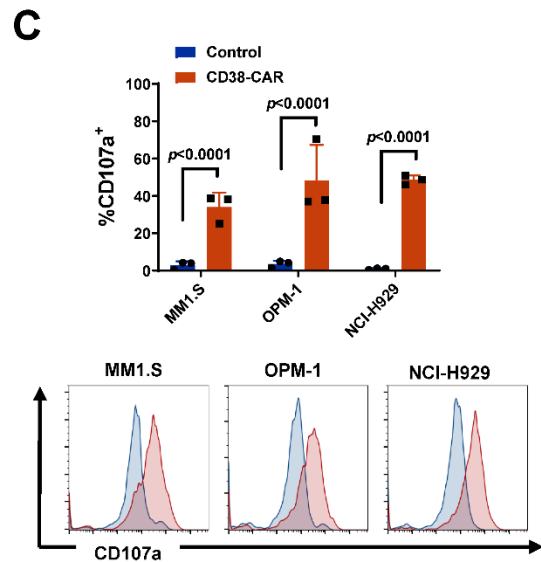 C
Control
CD38-CAR
%CD107a⁺
100
80
60
40
20
0
p<0.0001
p<0.0001
p<0.0001
MM1.S
OPM-1
NCI-H929
MM1.S
OPM-1
NCI-H929
CD107a